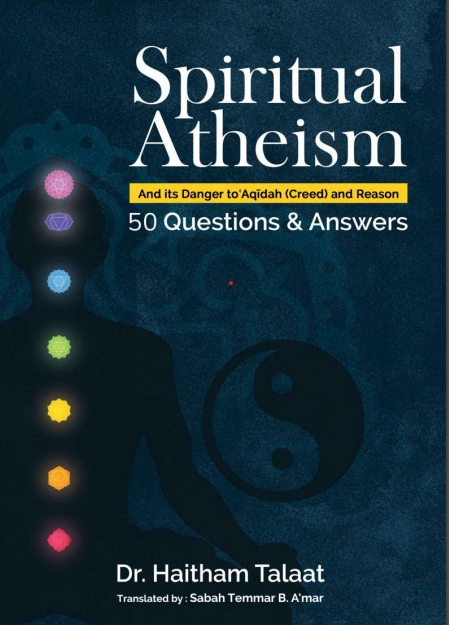 Spiritual
Atheism
And its Danger to'Aqīdah (Creed) and Reason
50 Questions & Answers
Dr. Haitham Talaat
Translated by : Sabah Temmar B. A'mar